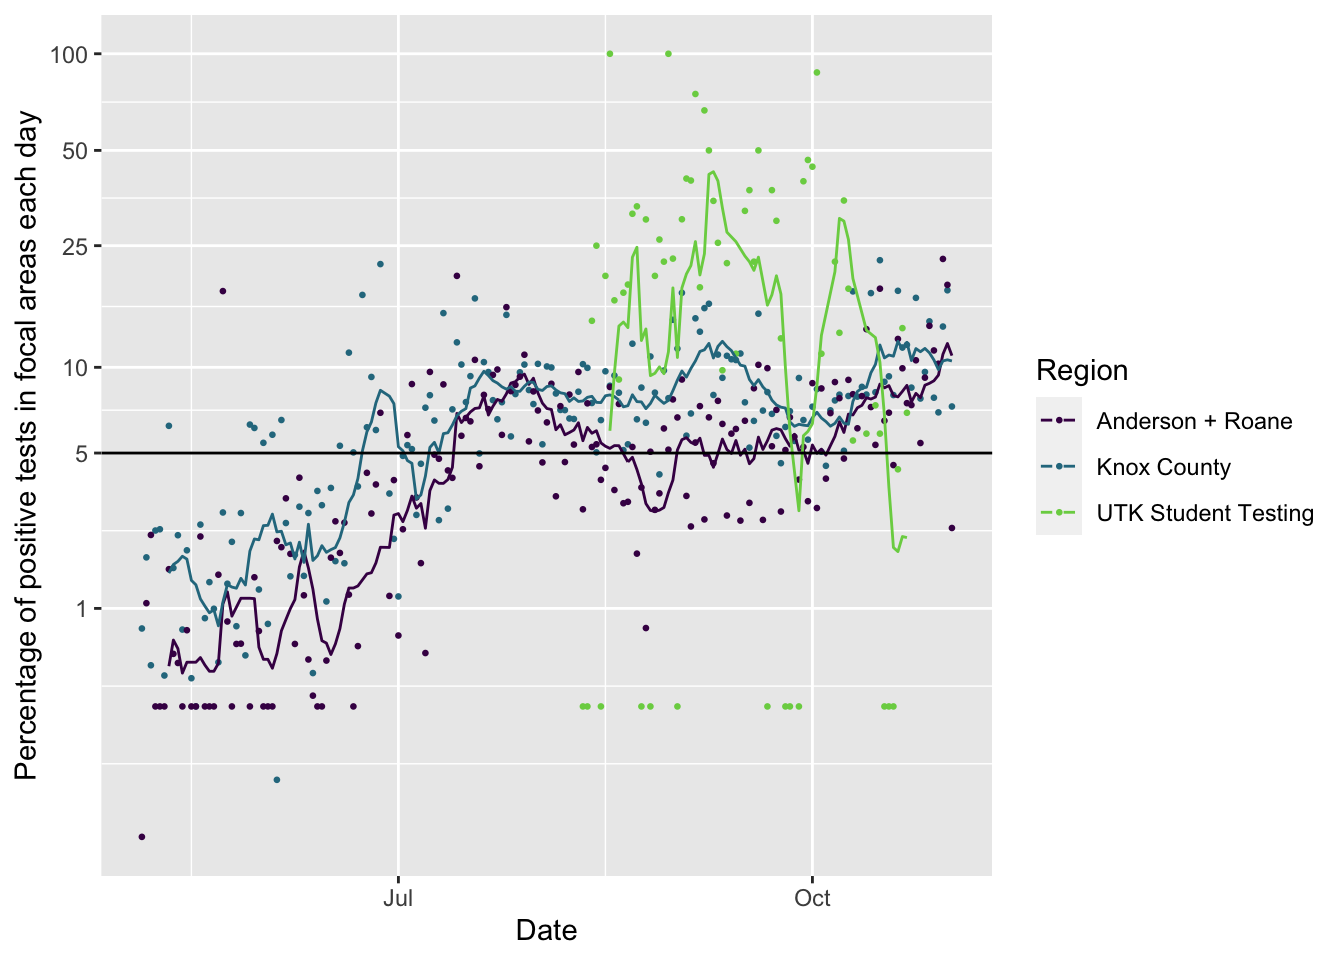 Percentage of positive tests in focal areas each day
100
50
25
10
5
1
Jul
Oct
Date
Region
Anderson + Roane
Knox County
UTK Student Testing